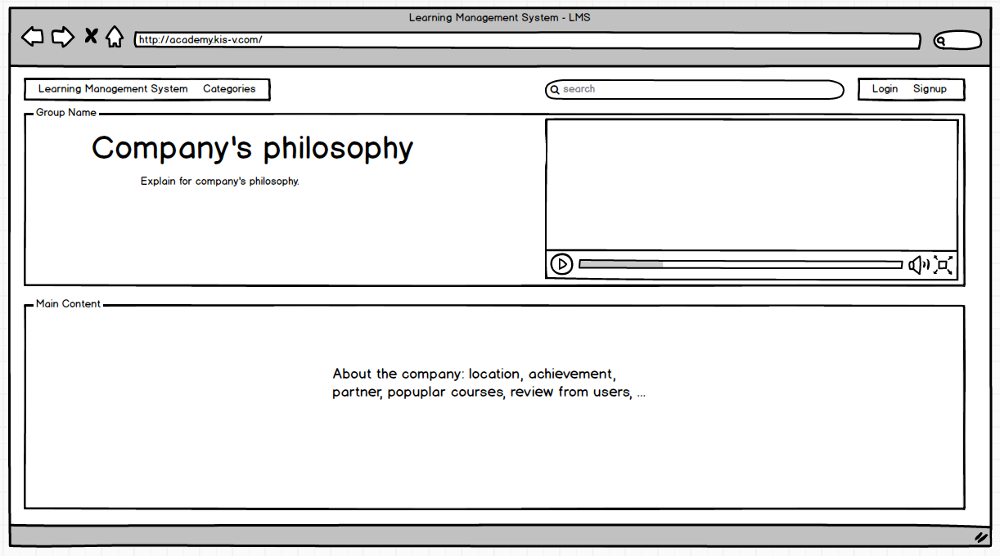 Learning Management System - LMS
http://academy.kis-v.com/
Learning Management System Categories
search
Login Signup
Group Name
Company's philosophy
Explain for company's philosophy.
Main Content
About the company: location, achievement,
partner, popuplar courses, review from users, ...